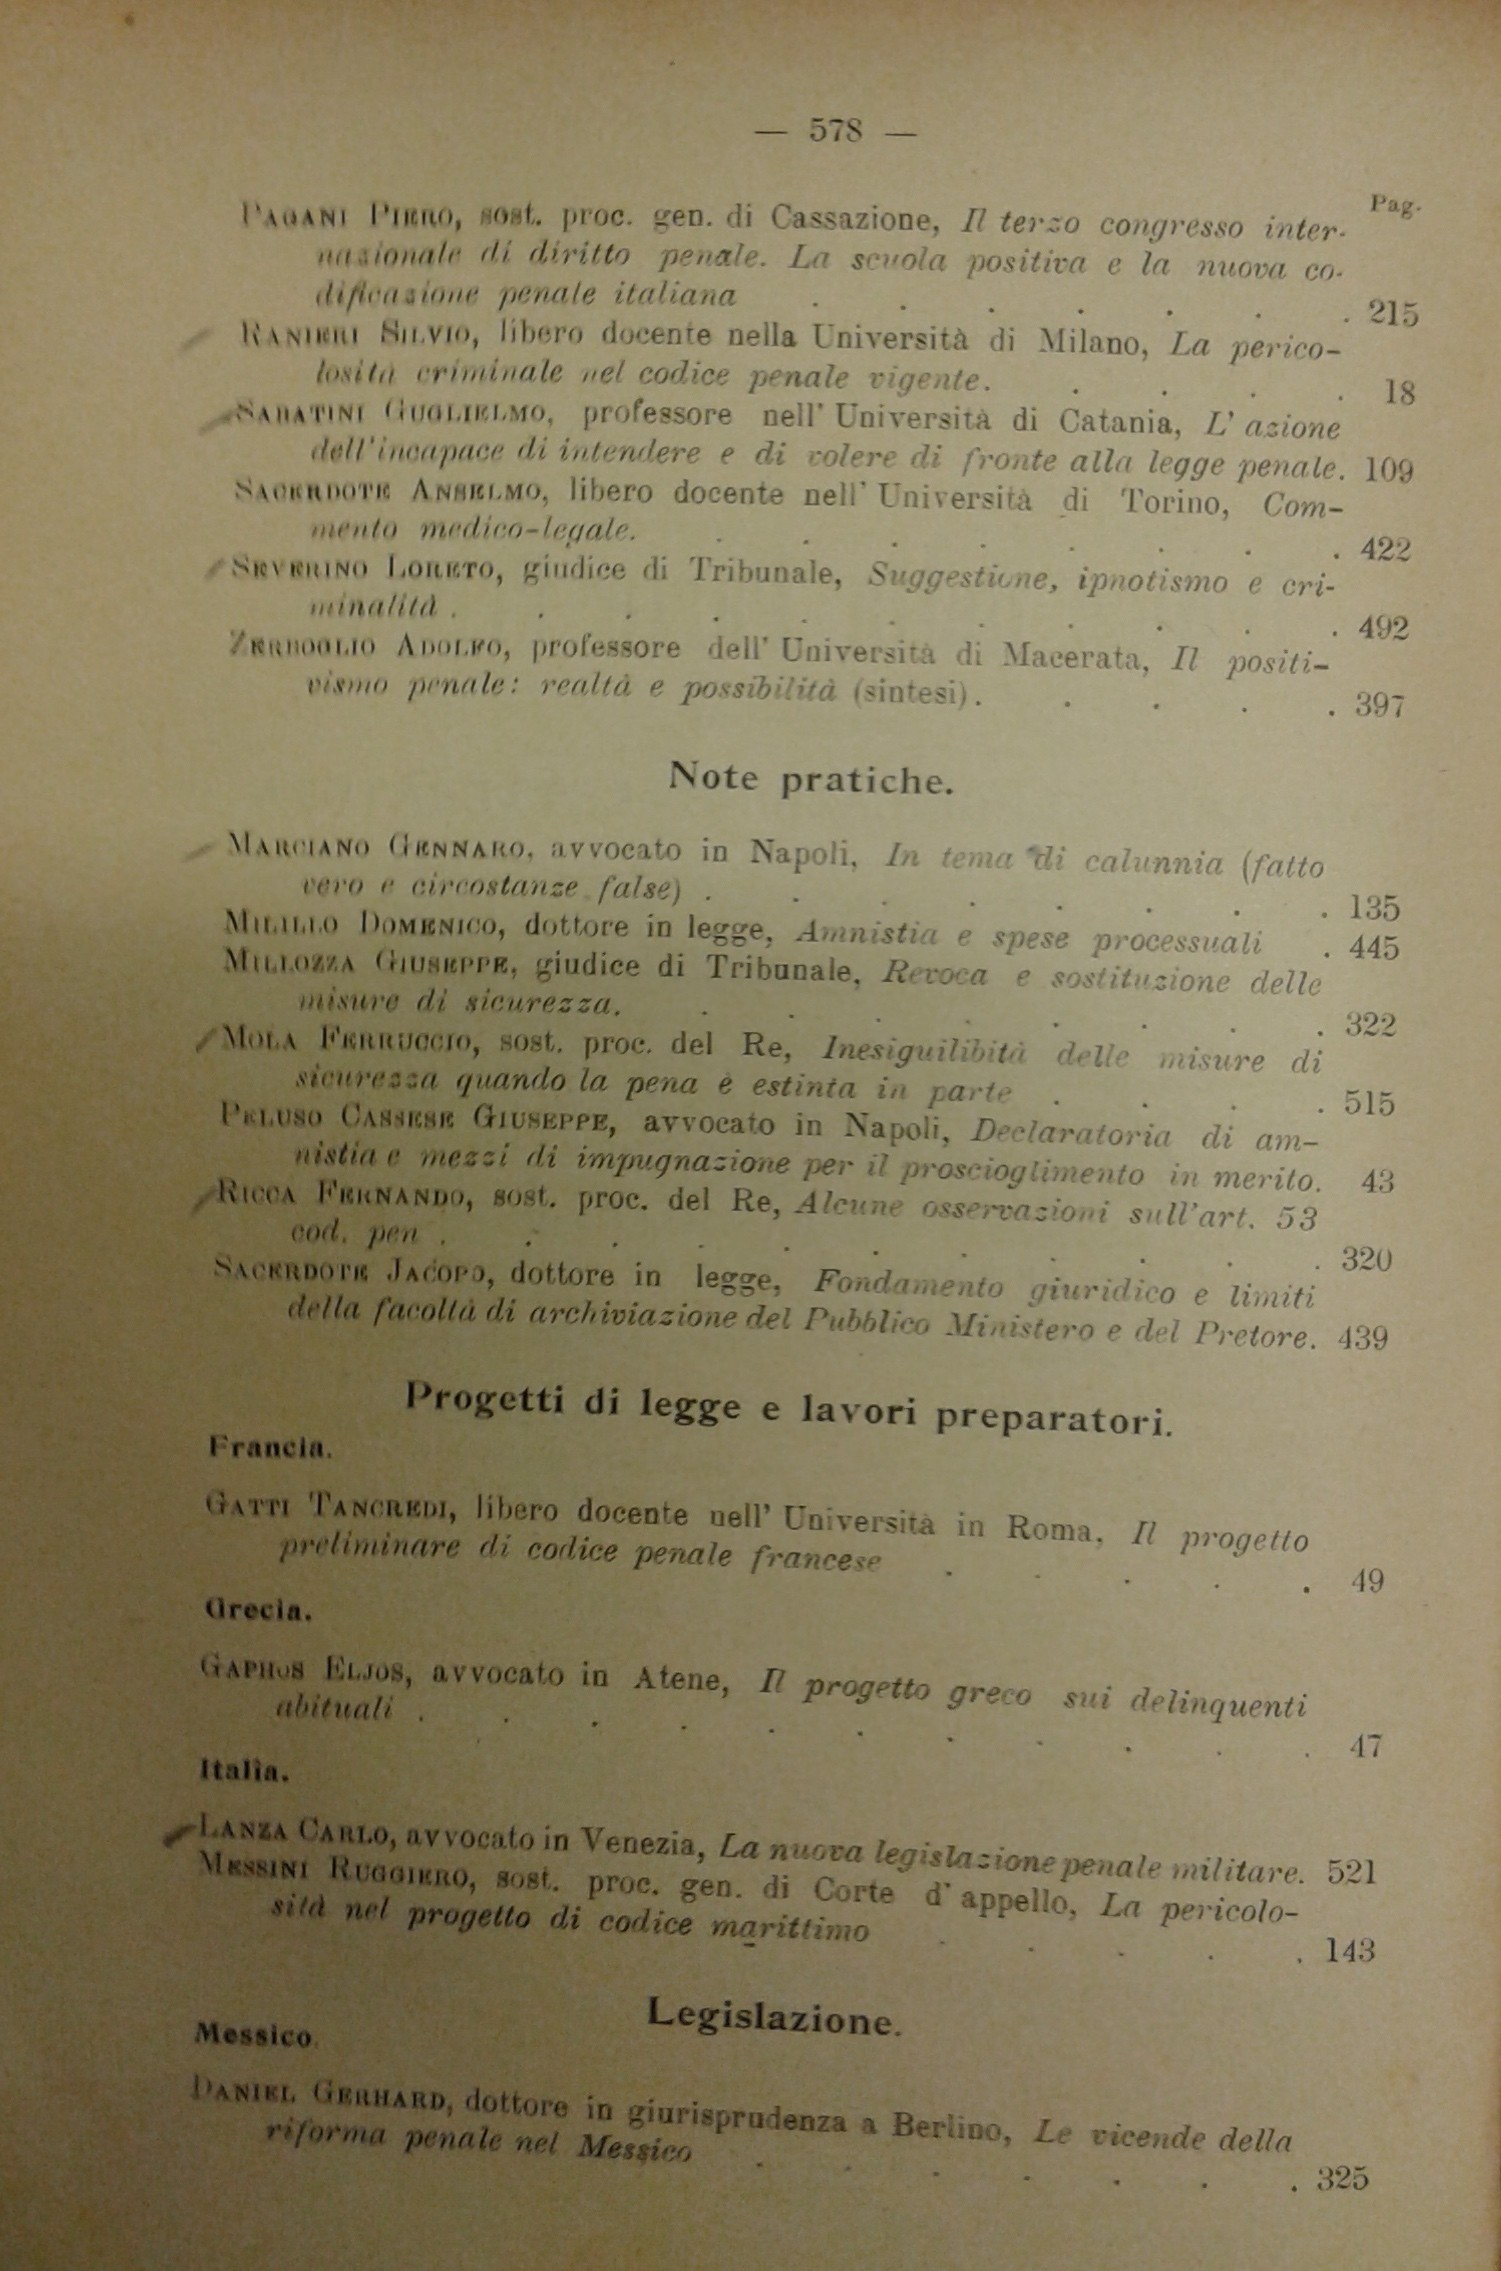 — 578 —
Pag.
PAGANI PIERO, sost. proc. gen. di Cassazione, Il terzo congresso inter-
nazionale di diritto penale. La scuola positiva e la nuova co-
dificazione penale italiana . . . . . . . 215
RANIERI SILVIO, libero docente nella Università di Milano, La perico-
losità criminale nel codice penale vigente. . . . . 18
SABATINI GUGLIELMO, professore nell' Università di Catania, L' azione
dell'incapace di intendere e di volere di fronte alla legge penale. 109
SACERDOTE ANSELMO, libero docente nell' Università di Torino, Com-
mento medico-legale. . . . . . . . . 422
SEVERINO LORETO, giudice di Tribunale, Suggestione, ipnotismo e cri-
minalità . . . . . . . . . . . 492
ZERBOGLIO ADOLFO, professore dell' Università di Macerata, Il positi-
vismo penale: realtà e possibilità (sintesi). . . . . 397
Note pratiche.
MARCIANO GENNARO, avvocato in Napoli, In tema di calunnia (fatto
vero e circostanze false) . . . . . . . . 135
MILILLO DOMENICO, dottore in legge, Amnistia e spese processuali . 445
MILLOZZA GIUSEPPE, giudice di Tribunale, Revoca e sostituzione delle
misure di sicurezza. . . . . . . . . 322
MOLA FERRUCCIO, sost. proc. del Re, Inesiguilibità delle misure di
sicurezza quando la pena è estinta in parte . . . . 515
PELUSO CASSESE GIUSEPPE, avvocato in Napoli, Declaratoria di am-
nistia e mezzi di impugnazione per il proscioglimento in merito. 43
RICCA FERNANDO, sost. proc. del Re, Alcune osservazioni sull'art. 53
cod. pen . . . . . . . . . . . 320
SACERDOTE JACOPO, dottore in legge, Fondamento giuridico e limiti
della facoltà di archiviazione del Pubblico Ministero e del Pretore. 439
Progetti di legge e lavori preparatori.
Francia.
GATTI TANCREDI, libero docente nell' Università in Roma, Il progetto
preliminare di codice penale francese . . . . . 49
Grecia.
GAPHOS ELJOS, avvocato in Atene, Il progetto greco sui delinquenti
abituali . . . . . . . . . . . 47
Italia.
LANZA CARLO, avvocato in Venezia, La nuova legislazione penale militare. 521
MESSINI RUGGIERO, sost. proc. gen. di Corte d' appello, La pericolo-
sità nel progetto di codice marittimo . . . . . 143
Legislazione.
Messico.
DANIEL GERHARD, dottore in giurisprudenza a Berlino, Le vicende della
riforma penale nel Messico . . . . . . . 325